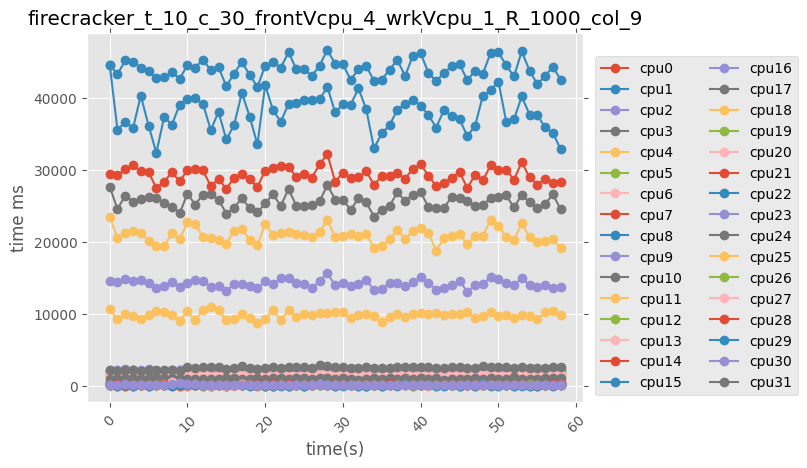 firecracker_t_10_c_30_frontVcpu_4_wrkVcpu_1_R_1000_col_9
time ms
40000
30000
20000
10000
0
0
10
20
30
40
50
60
time(s)
cpu0
cpu1
cpu2
cpu3
cpu4
cpu5
cpu6
cpu7
cpu8
cpu9
cpu10
cpu11
cpu12
cpu13
cpu14
cpu15
cpu16
cpu17
cpu18
cpu19
cpu20
cpu21
cpu22
cpu23
cpu24
cpu25
cpu26
cpu27
cpu28
cpu29
cpu30
cpu31